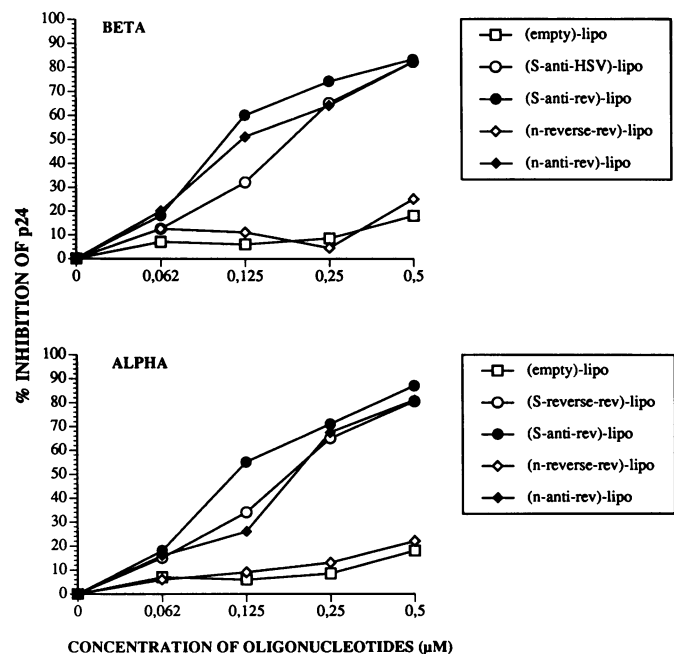 BETA
% INHIBITION OF p24
100
90
80
70
60
50
40
30
20
10
0
0 0,062 0,125 0,25 0,5
(empty)-lipo
(S-anti-HSV)-lipo
(S-anti-rev)-lipo
(n-reverse-rev)-lipo
(n-anti-rev)-lipo
ALPHA
100
90
80
70
60
50
40
30
20
10
0
0 0,062 0,125 0,25 0,5
(empty)-lipo
(S-reverse-rev)-lipo
(S-anti-rev)-lipo
(n-reverse-rev)-lipo
(n-anti-rev)-lipo
CONCENTRATION OF OLIGONUCLEOTIDES (µM)